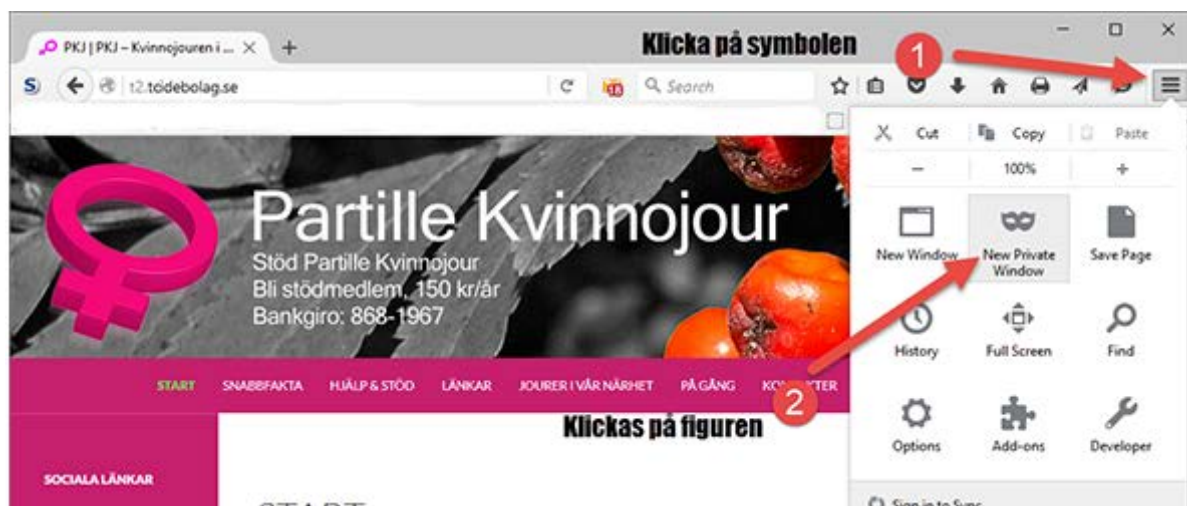 PKJ | PKJ – Kvinnojouren i ...
Klicka på symbolen
1
S
t2.toidebolag.se
18
Search
Cut
Copy
Paste
100%
Partille Kvinnojour
Stöd Partille Kvinnojour
Bli stödmedlem, 150 kr/år
Bankgiro: 868-1967
New Window
New Private
Window
Save Page
History
Full Screen
Find
START
SNABBFAKTA
HJÄLP & STÖD
LÄNKAR
JOURER I VÅR NÄRHET
PÅ GÅNG
2
Klickas på figuren
Options
Add-ons
Developer
SOCIALA LÄNKAR
START
Sign in to Sync